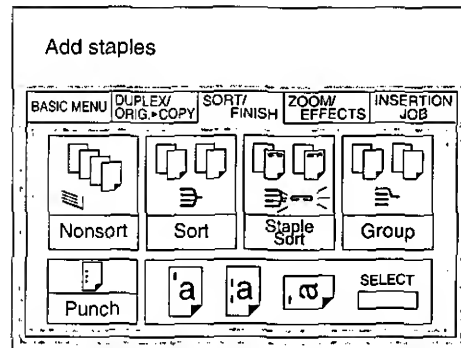 Add staples
BASIC MENU
DUPLEX/
ORIG.▸COPY
SORT/
FINISH
ZOOM/
EFFECTS
INSERTION
JOB
Nonsort
Sort
Staple
Sort
Group
Punch
a
a
a
SELECT